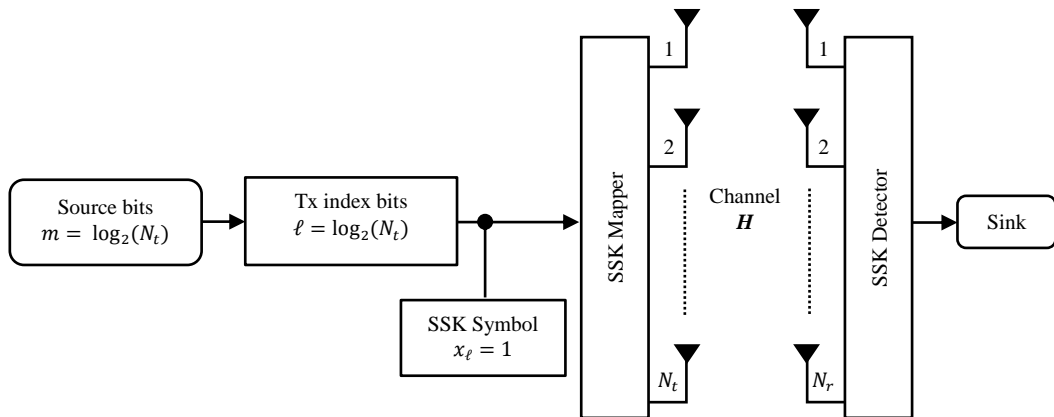 Source bits
m = log₂(Nₜ)
Tx index bits
ℓ = log₂(Nₜ)
SSK Symbol
x_ℓ = 1
SSK Mapper
1
2
Nₜ
Channel
H
1
2
Nᵣ
SSK Detector
Sink